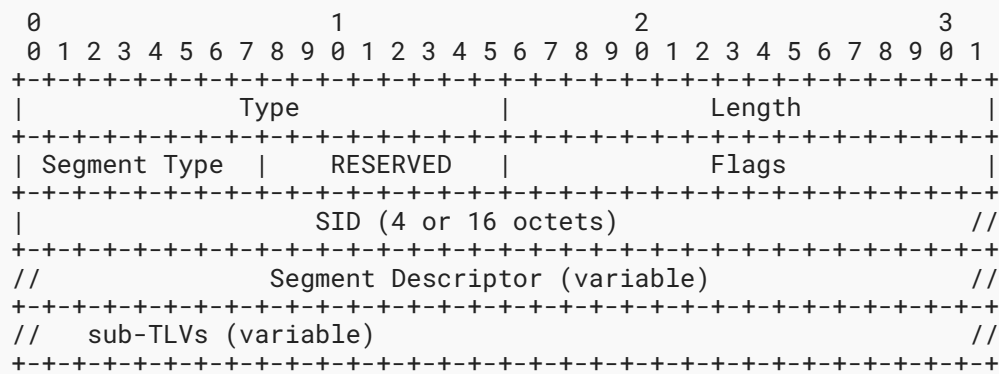 0                   1                   2                   3
 0 1 2 3 4 5 6 7 8 9 0 1 2 3 4 5 6 7 8 9 0 1 2 3 4 5 6 7 8 9 0 1
+-+-+-+-+-+-+-+-+-+-+-+-+-+-+-+-+-+-+-+-+-+-+-+-+-+-+-+-+-+-+-+-+
|              Type             |             Length            |
+-+-+-+-+-+-+-+-+-+-+-+-+-+-+-+-+-+-+-+-+-+-+-+-+-+-+-+-+-+-+-+-+
| Segment Type  |    RESERVED   |             Flags             |
+-+-+-+-+-+-+-+-+-+-+-+-+-+-+-+-+-+-+-+-+-+-+-+-+-+-+-+-+-+-+-+-+
|                   SID (4 or 16 octets)                       //
+-+-+-+-+-+-+-+-+-+-+-+-+-+-+-+-+-+-+-+-+-+-+-+-+-+-+-+-+-+-+-+-+
//               Segment Descriptor (variable)                 //
+-+-+-+-+-+-+-+-+-+-+-+-+-+-+-+-+-+-+-+-+-+-+-+-+-+-+-+-+-+-+-+-+
//   sub-TLVs (variable)                                       //
+-+-+-+-+-+-+-+-+-+-+-+-+-+-+-+-+-+-+-+-+-+-+-+-+-+-+-+-+-+-+-+-+